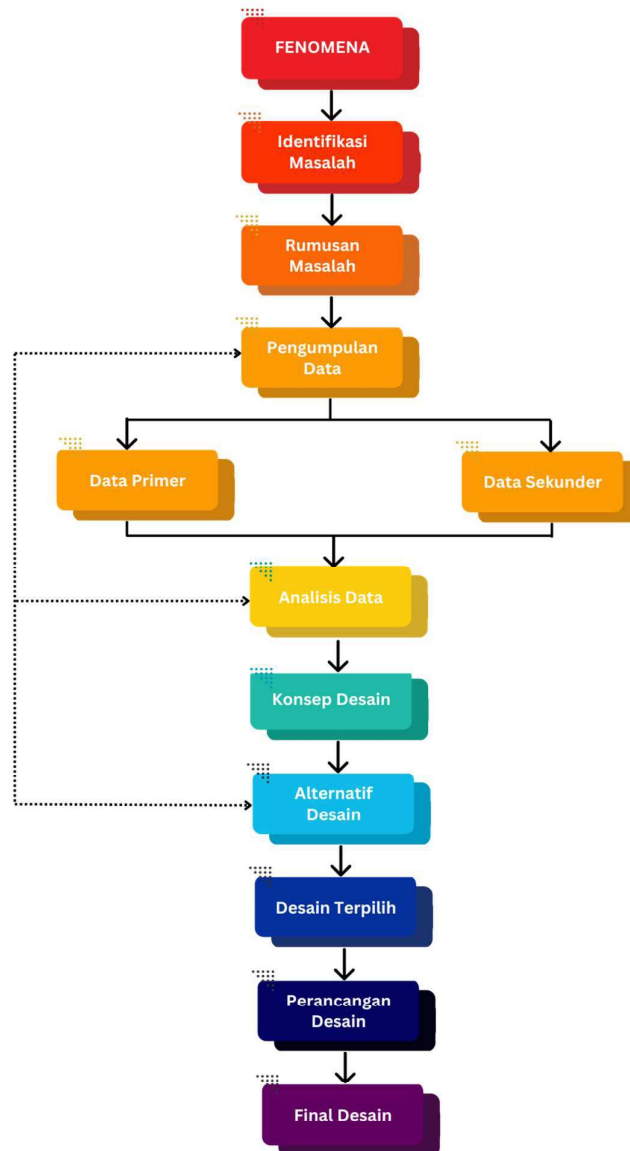 FENOMENA
Identifikasi
Masalah
Rumusan
Masalah
Pengumpulan
Data
Data Primer
Data Sekunder
Analisis Data
Konsep Desain
Alternatif
Desain
Desain Terpilih
Perancangan
Desain
Final Desain